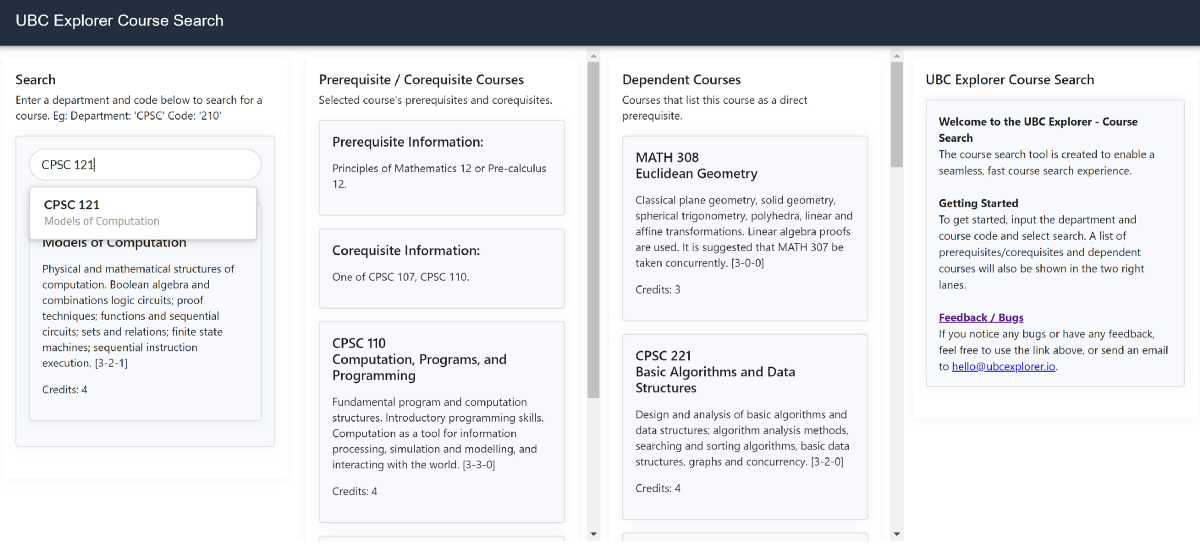 UBC Explorer Course Search
Search
Enter a department and code below to search for a
course. Eg: Department: 'CPSC' Code: '210'
CPSC 121
CPSC 121
Models of Computation
Models of Computation
Physical and mathematical structures of
computation. Boolean algebra and
combinations logic circuits; proof
techniques; functions and sequential
circuits; sets and relations; finite state
machines; sequential instruction
execution. [3-2-1]
Credits: 4
Prerequisite / Corequisite Courses
Selected course's prerequisites and corequisites.
Prerequisite Information:
Principles of Mathematics 12 or Pre-calculus
12.
Corequisite Information:
One of CPSC 107, CPSC 110.
CPSC 110
Computation, Programs, and
Programming
Fundamental program and computation
structures. Introductory programming skills.
Computation as a tool for information
processing, simulation and modelling, and
interacting with the world. [3-3-0]
Credits: 4
Dependent Courses
Courses that list this course as a direct
prerequisite.
MATH 308
Euclidean Geometry
Classical plane geometry, solid geometry,
spherical trigonometry, polyhedra, linear and
affine transformations. Linear algebra proofs
are used. It is suggested that MATH 307 be
taken concurrently. [3-0-0]
Credits: 3
CPSC 221
Basic Algorithms and Data
Structures
Design and analysis of basic algorithms and
data structures; algorithm analysis methods,
searching and sorting algorithms, basic data
structures, graphs and concurrency. [3-2-0]
Credits: 4
UBC Explorer Course Search
Welcome to the UBC Explorer - Course
Search
The course search tool is created to enable a
seamless, fast course search experience.
Getting Started
To get started, input the department and
course code and select search. A list of
prerequisites/corequisites and dependent
courses will also be shown in the two right
lanes.
Feedback / Bugs
If you notice any bugs or have any feedback,
feel free to use the link above, or send an email
to hello@ubcexplorer.io.